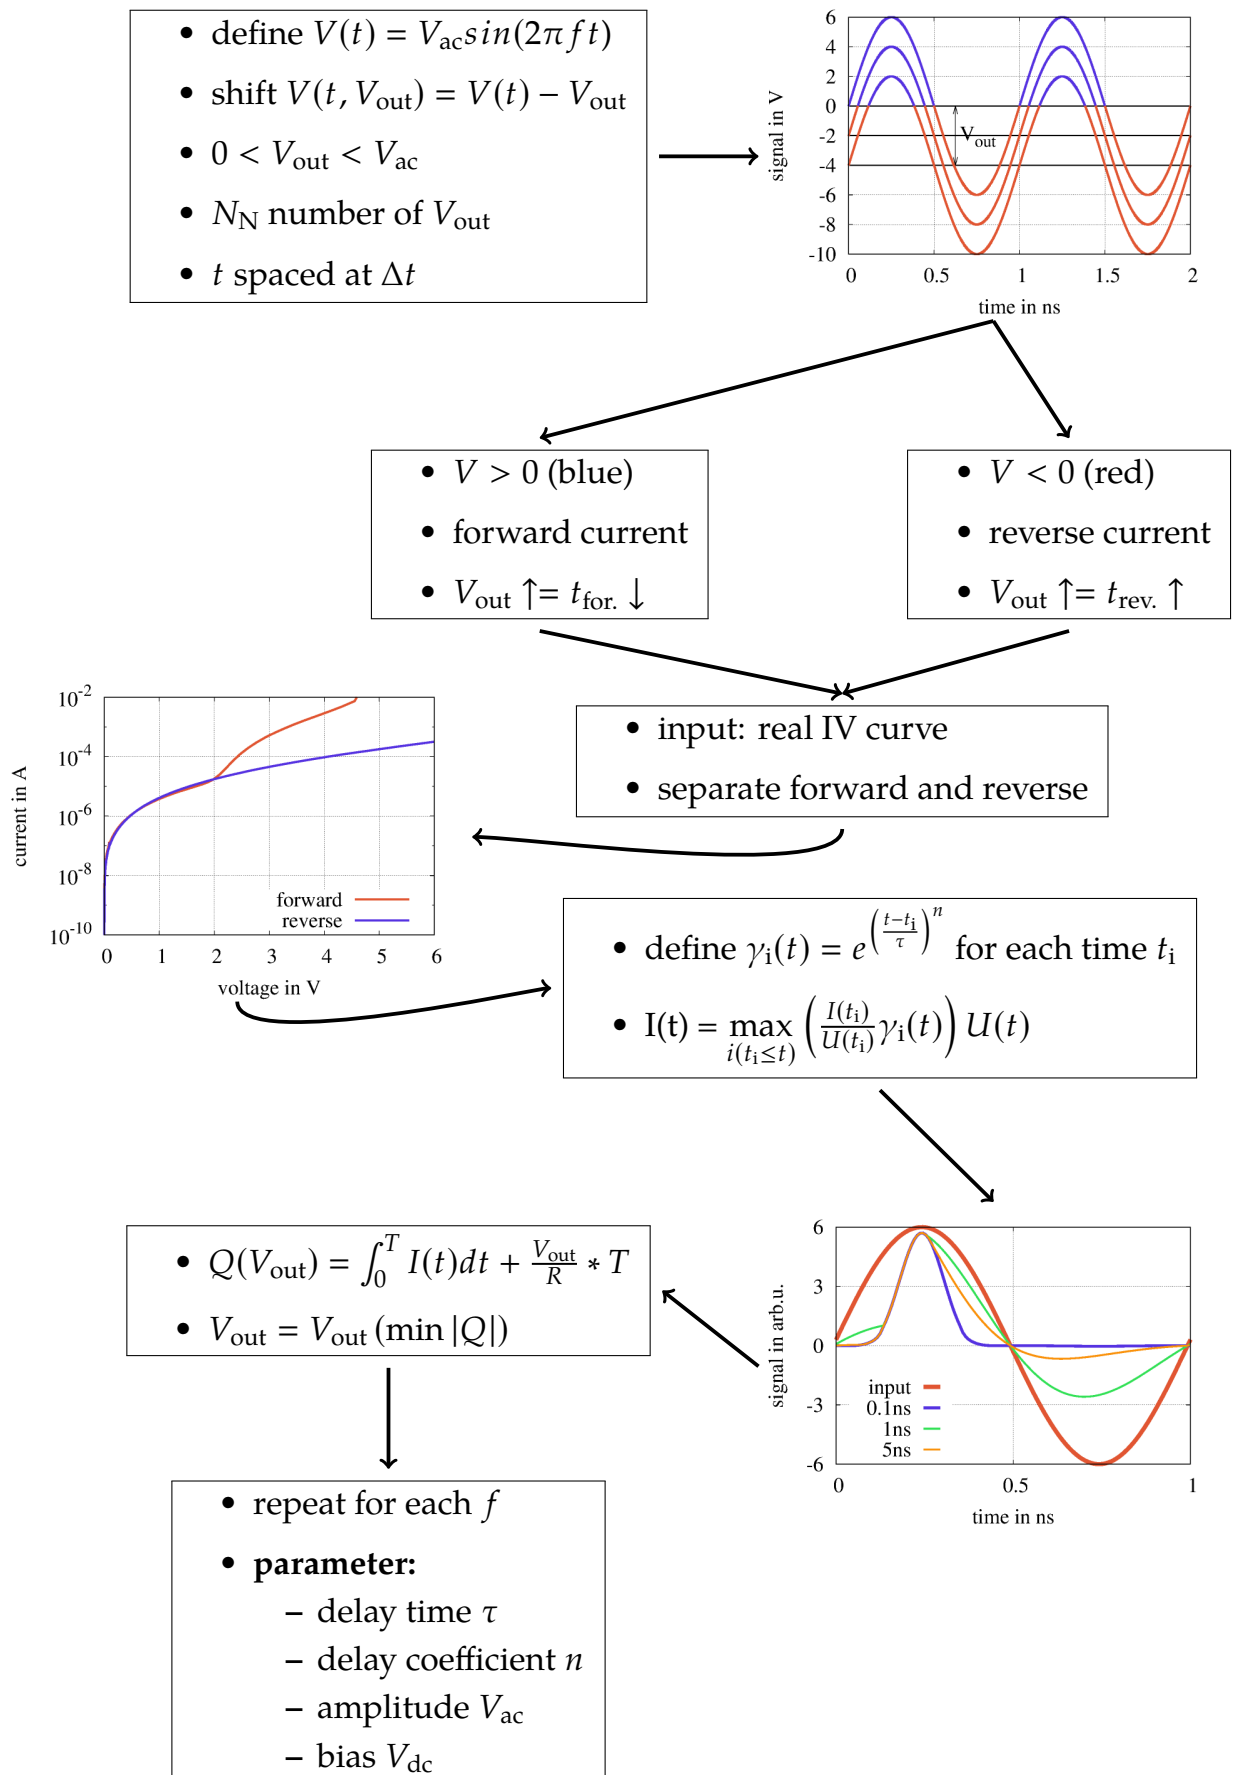 • define V(t) = V_ac sin(2πft)
• shift V(t, V_out) = V(t) − V_out
• 0 < V_out < V_ac
• N_N number of V_out
• t spaced at Δt
signal in V
6
4
2
0
-2
-4
-6
-8
-10
V_out
0 0.5 1 1.5 2
time in ns
• V > 0 (blue)
• forward current
• V_out ↑= t_for. ↓
• V < 0 (red)
• reverse current
• V_out ↑= t_rev. ↑
• input: real IV curve
• separate forward and reverse
current in A
10^-2
10^-4
10^-6
10^-8
10^-10
forward
reverse
0 1 2 3 4 5 6
voltage in V
• define γ_i(t) = e^((t−t_i)/τ)^n for each time t_i
• I(t) = max_{i(t_i≤t)} (I(t_i)/U(t_i) γ_i(t)) U(t)
signal in arb.u.
6
3
0
-3
-6
input
0.1ns
1ns
5ns
0 0.5 1
time in ns
• Q(V_out) = ∫_0^T I(t)dt + V_out/R * T
• V_out = V_out (min |Q|)
• repeat for each f
• parameter:
– delay time τ
– delay coefficient n
– amplitude V_ac
– bias V_dc